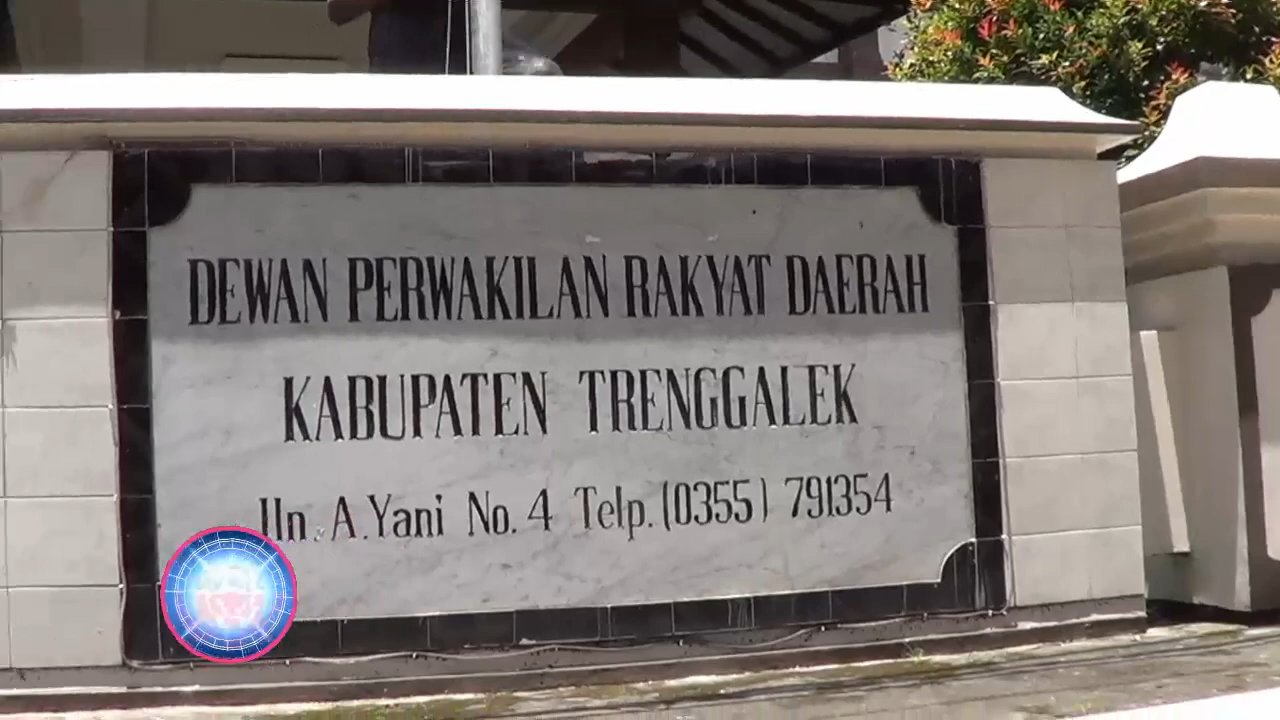 DEWAN PERWAKILAN RAKYAT DAERAH
KABUPATEN TRENGGALEK
Jln. A.Yani No. 4 Telp. (0355) 791354